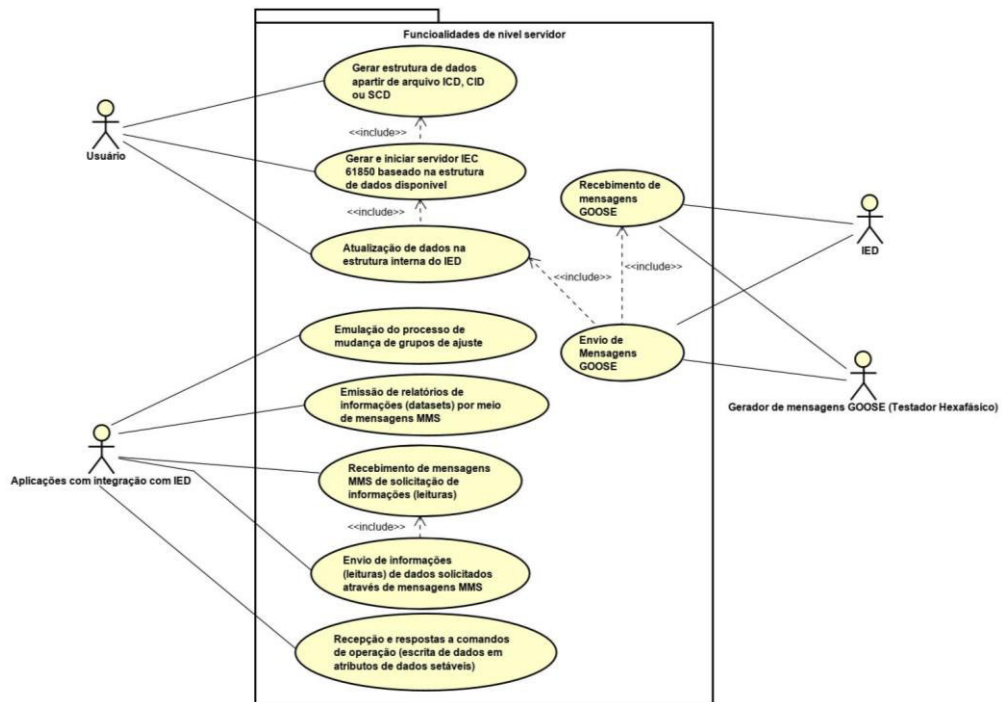 Funcioalidades de nível servidor
Gerar estrutura de dados
apartir de arquivo ICD, CID
ou SCD
<<include>>
Usuário
Gerar e iniciar servidor IEC
61850 baseado na estrutura
de dados disponível
Recebimento de
mensagens
GOOSE
<<include>>
IED
Atualização de dados na
estrutura interna do IED
<<include>>
<<include>>
Emulação do processo de
mudança de grupos de ajuste
Envio de
Mensagens
GOOSE
Gerador de mensagens GOOSE (Testador Hexafásico)
Emissão de relatórios de
informações (datasets) por meio
de mensagens MMS
Aplicações com integração com IED
Recebimento de mensagens
MMS de solicitação de
informações (leituras)
<<include>>
Envio de informações
(leituras) de dados solicitados
através de mensagens MMS
Recepção e respostas a comandos
de operação (escrita de dados em
atributos de dados setáveis)